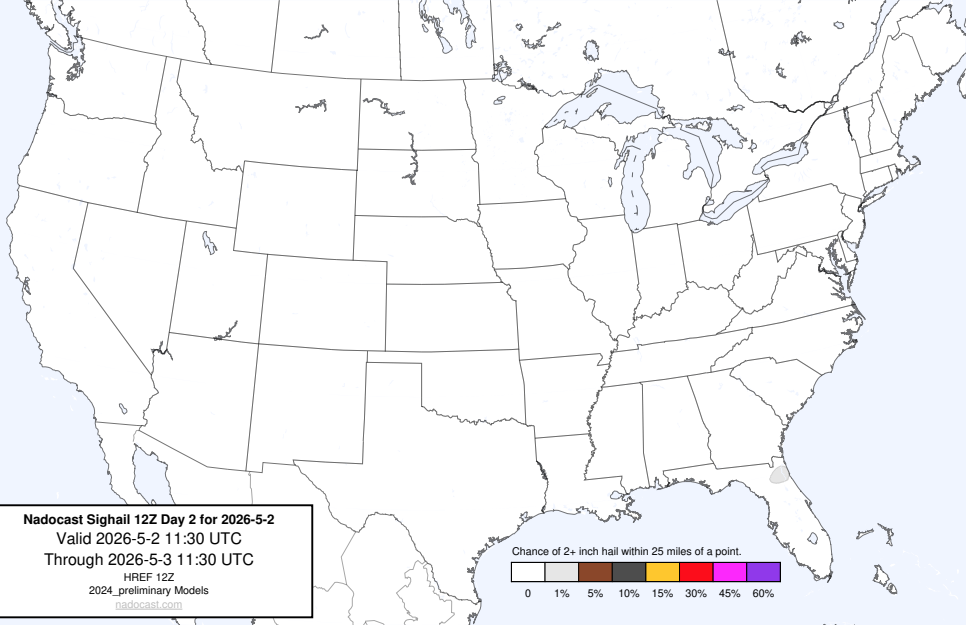 Nadocast Sighail 12Z Day 2 for 2026-5-2
Valid 2026-5-2 11:30 UTC
Through 2026-5-3 11:30 UTC
HREF 12Z
2024_preliminary Models
nadocast.com
Chance of 2+ inch hail within 25 miles of a point.
0 1% 5% 10% 15% 30% 45% 60%